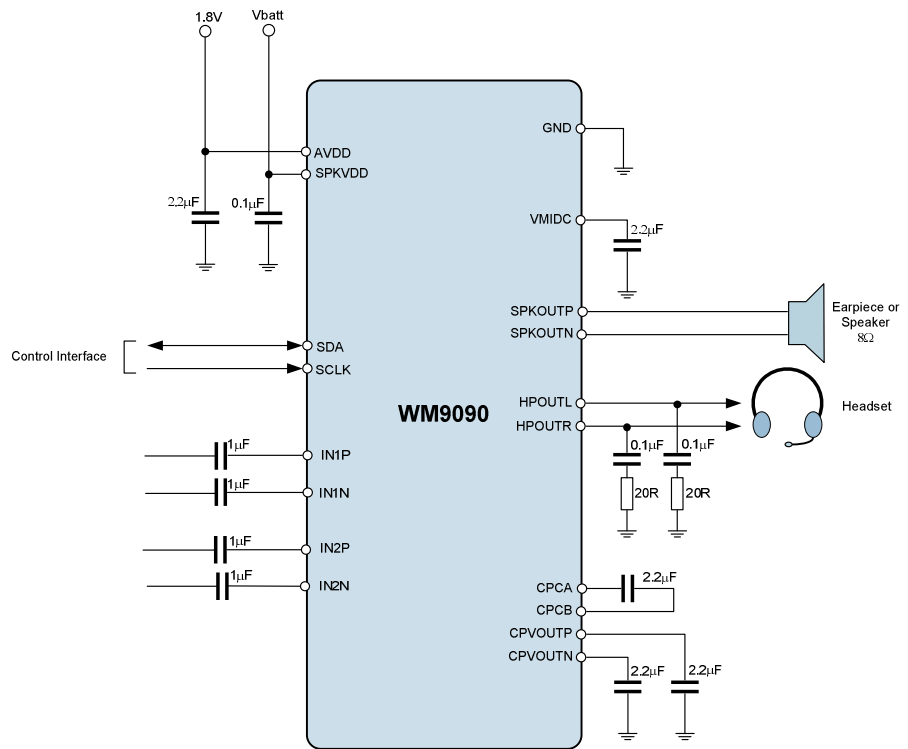 1.8V
Vbatt
AVDD
SPKVDD
2.2µF
0.1µF
GND
VMIDC
2.2µF
SPKOUTP
SPKOUTN
Earpiece or
Speaker
8Ω
Control Interface
SDA
SCLK
WM9090
HPOUTL
HPOUTR
Headset
0.1µF
0.1µF
20R
20R
1µF
IN1P
1µF
IN1N
1µF
IN2P
1µF
IN2N
CPCA
2.2µF
CPCB
CPVOUTP
CPVOUTN
2.2µF
2.2µF